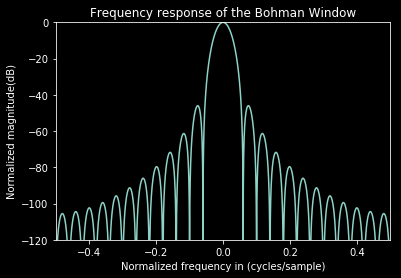 Frequency response of the Bohman Window
Normalized magnitude(dB)
0
−20
−40
−60
−80
−100
−120
−0.4 −0.2 0.0 0.2 0.4
Normalized frequency in (cycles/sample)